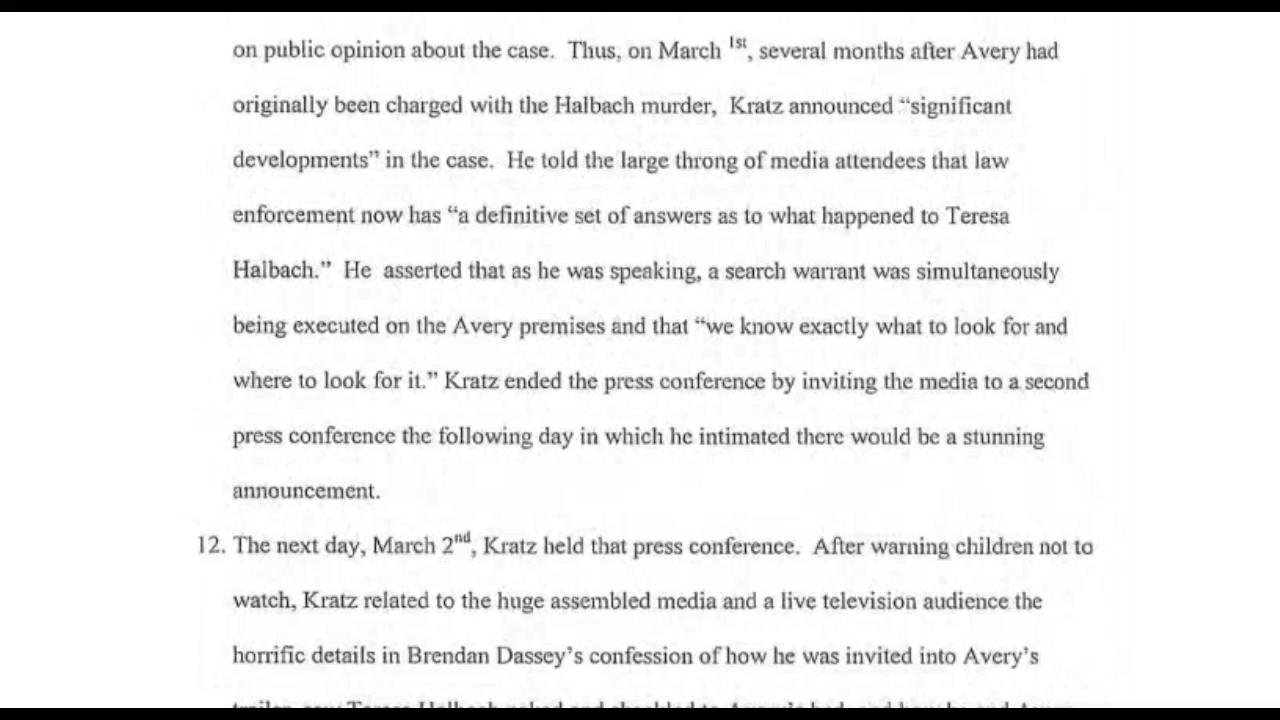 on public opinion about the case. Thus, on March 1st, several months after Avery had
originally been charged with the Halbach murder, Kratz announced “significant
developments” in the case. He told the large throng of media attendees that law
enforcement now has “a definitive set of answers as to what happened to Teresa
Halbach.” He asserted that as he was speaking, a search warrant was simultaneously
being executed on the Avery premises and that “we know exactly what to look for and
where to look for it.” Kratz ended the press conference by inviting the media to a second
press conference the following day in which he intimated there would be a stunning
announcement.
12. The next day, March 2nd, Kratz held that press conference. After warning children not to
watch, Kratz related to the huge assembled media and a live television audience the
horrific details in Brendan Dassey’s confession of how he was invited into Avery’s